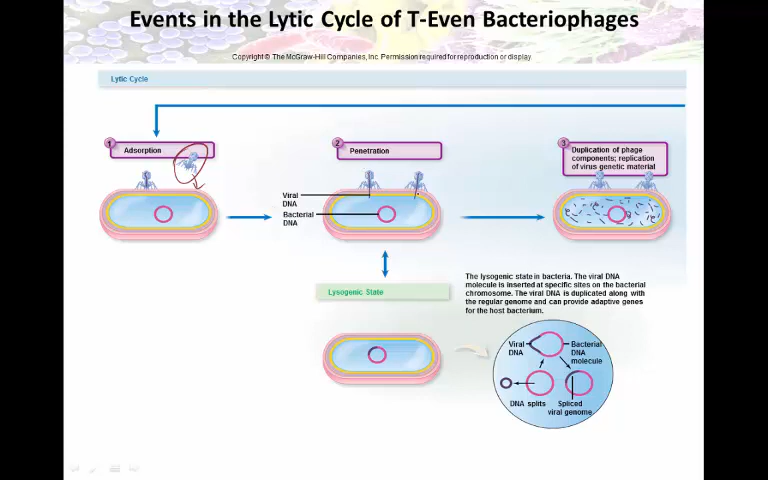 Events in the Lytic Cycle of T-Even Bacteriophages
Copyright © The McGraw-Hill Companies, Inc. Permission required for reproduction or display.
Lytic Cycle
1
Adsorption
2
Penetration
3
Duplication of phage
components; replication
of virus genetic material
Viral
DNA
Bacterial
DNA
Lysogenic State
The lysogenic state in bacteria. The viral DNA
molecule is inserted at specific sites on the bacterial
chromosome. The viral DNA is duplicated along with
the regular genome and can provide adaptive genes
for the host bacterium.
Viral
DNA
Bacterial
DNA
molecule
DNA splits
Spliced
viral genome